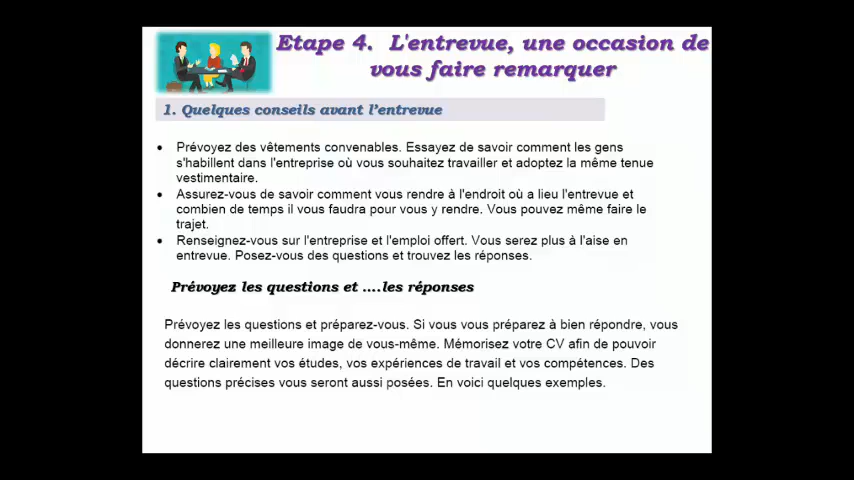 Etape 4. L'entrevue, une occasion de
vous faire remarquer
1. Quelques conseils avant l'entrevue
• Prévoyez des vêtements convenables. Essayez de savoir comment les gens
s'habillent dans l'entreprise où vous souhaitez travailler et adoptez la même tenue
vestimentaire.
• Assurez-vous de savoir comment vous rendre à l'endroit où a lieu l'entrevue et
combien de temps il vous faudra pour vous y rendre. Vous pouvez même faire le
trajet.
• Renseignez-vous sur l'entreprise et l'emploi offert. Vous serez plus à l'aise en
entrevue. Posez-vous des questions et trouvez les réponses.
Prévoyez les questions et ....les réponses
Prévoyez les questions et préparez-vous. Si vous vous préparez à bien répondre, vous
donnerez une meilleure image de vous-même. Mémorisez votre CV afin de pouvoir
décrire clairement vos études, vos expériences de travail et vos compétences. Des
questions précises vous seront aussi posées. En voici quelques exemples.